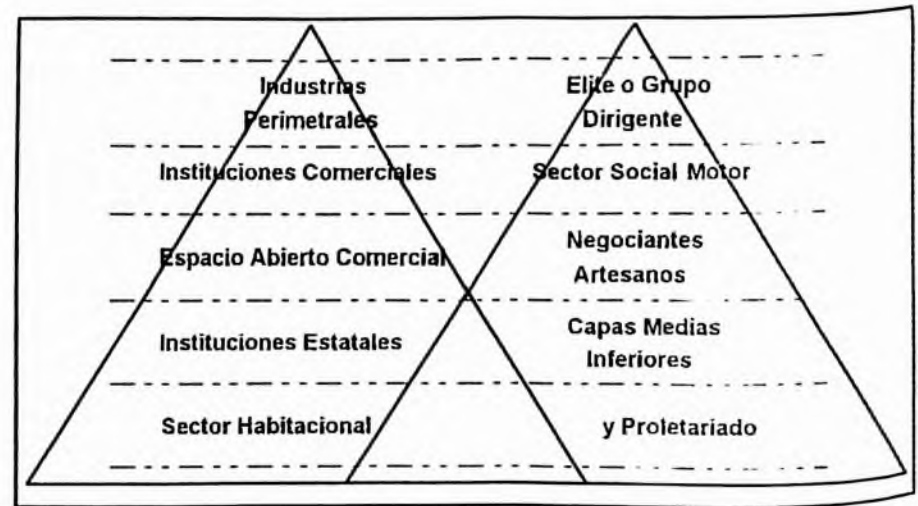 Industrias
Perimetrales
Elite o Grupo
Dirigente
Instituciones Comerciales
Sector Social Motor
Espacio Abierto Comercial
Negociantes
Artesanos
Instituciones Estatales
Capas Medias
Inferiores
Sector Habitacional
y Proletariado